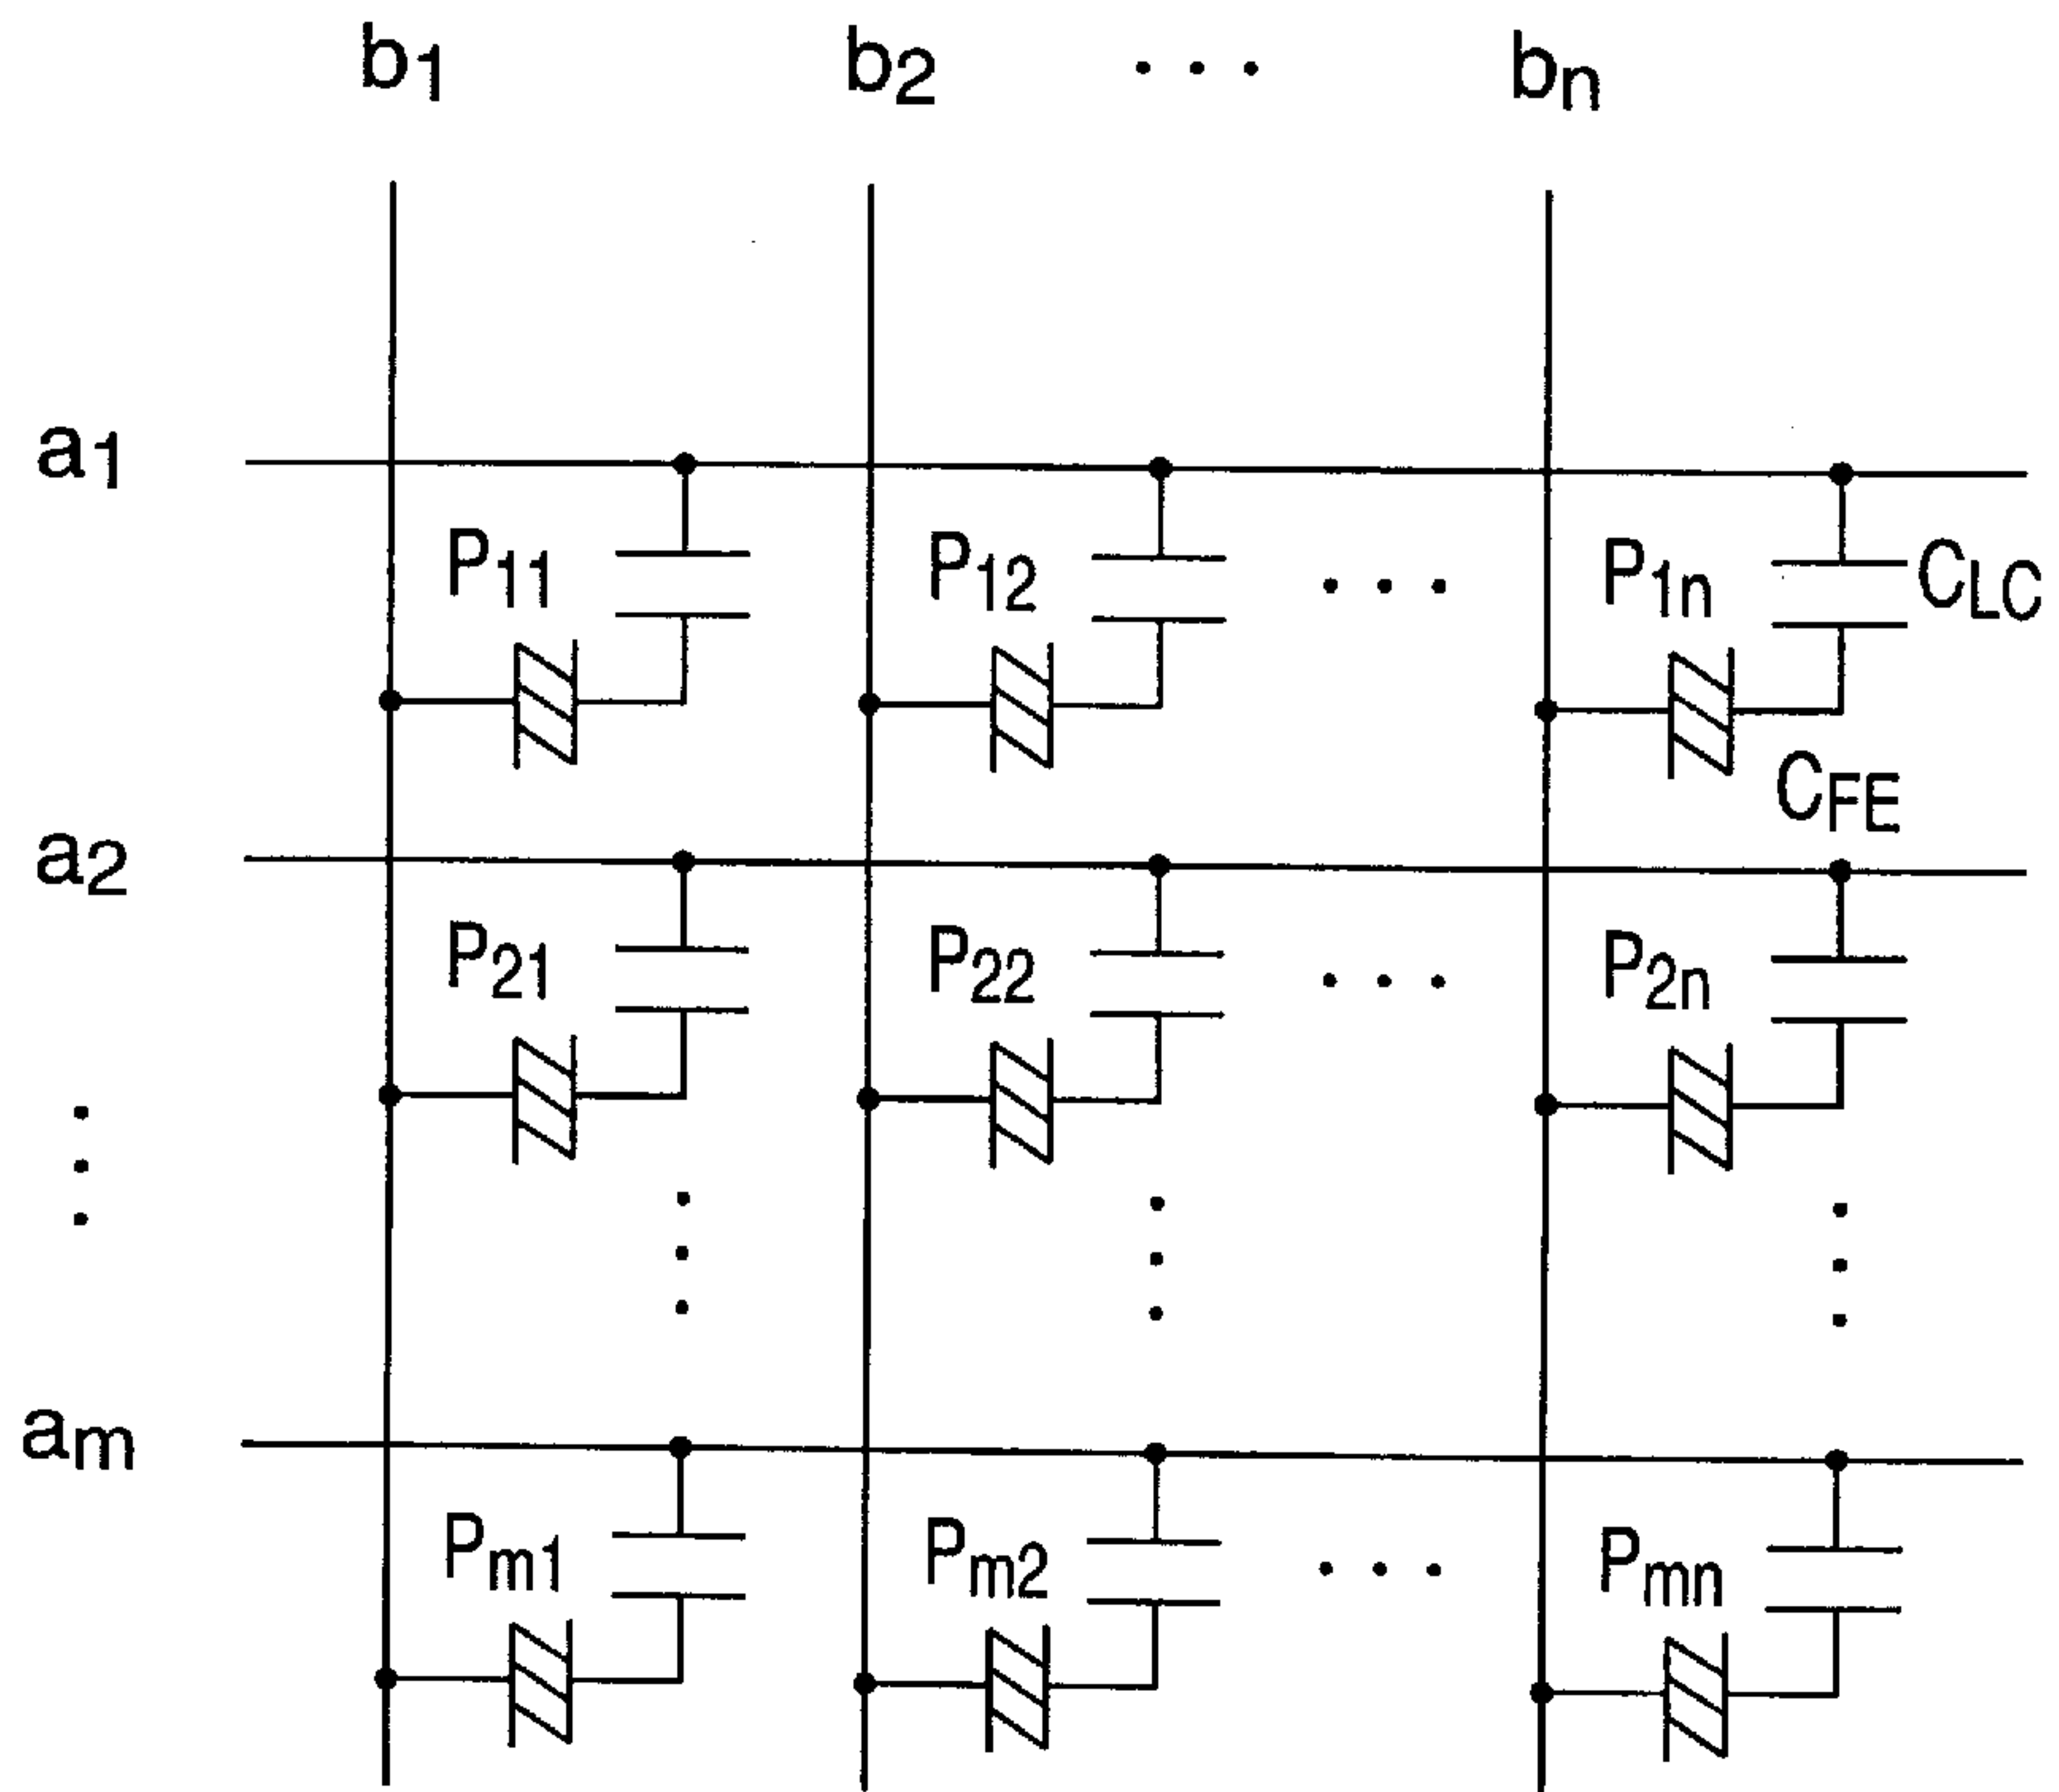 b1 b2 . . . bn
a1
P11 P12 . . . P1n CLC
CFE
a2
P21 P22 . . . P2n
am
Pm1 Pm2 . . . Pmn